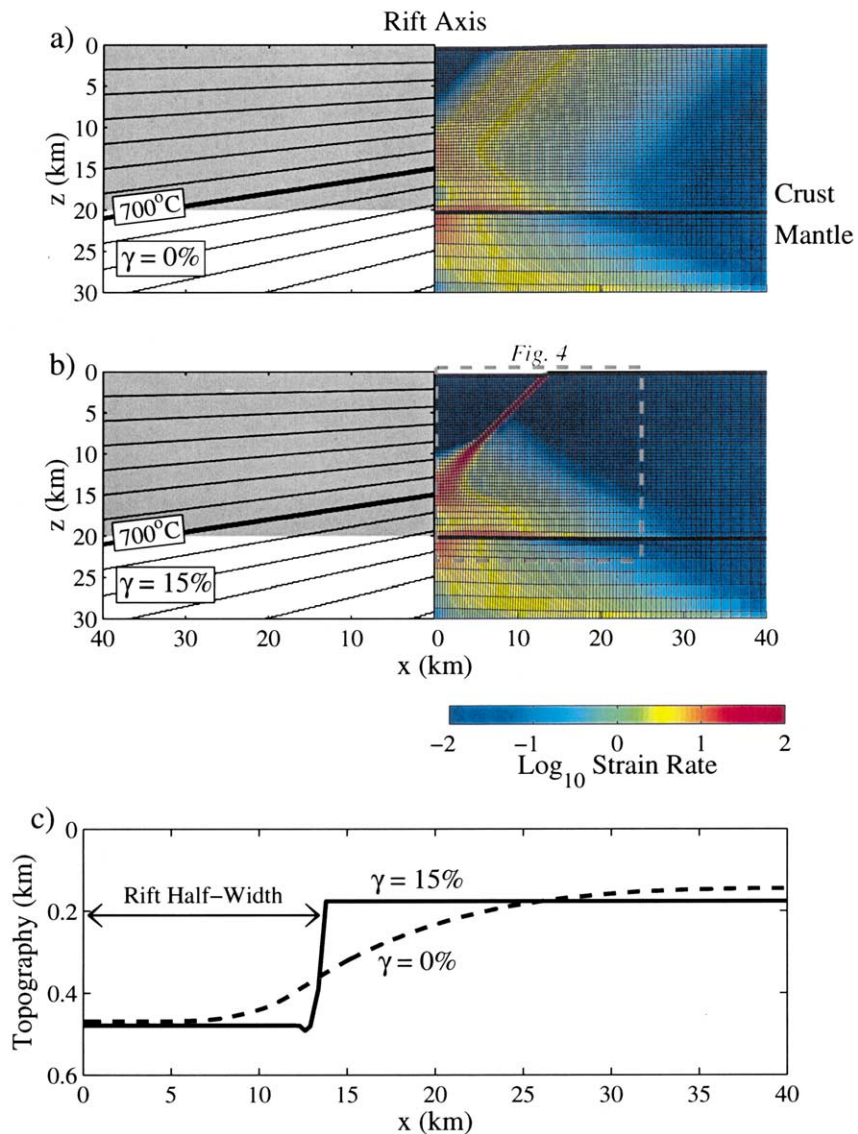 Rift Axis
a)
0
5
10
15
20
25
30
z (km)
700°C
γ = 0%
Crust
Mantle
b)
Fig. 4
0
5
10
15
20
25
30
z (km)
700°C
γ = 15%
40 30 20 10 0 10 20 30 40
x (km)
−2 −1 0 1 2
Log10 Strain Rate
c)
0
0.2
0.4
0.6
Topography (km)
Rift Half−Width
γ = 15%
γ = 0%
0 5 10 15 20 25 30 35 40
x (km)